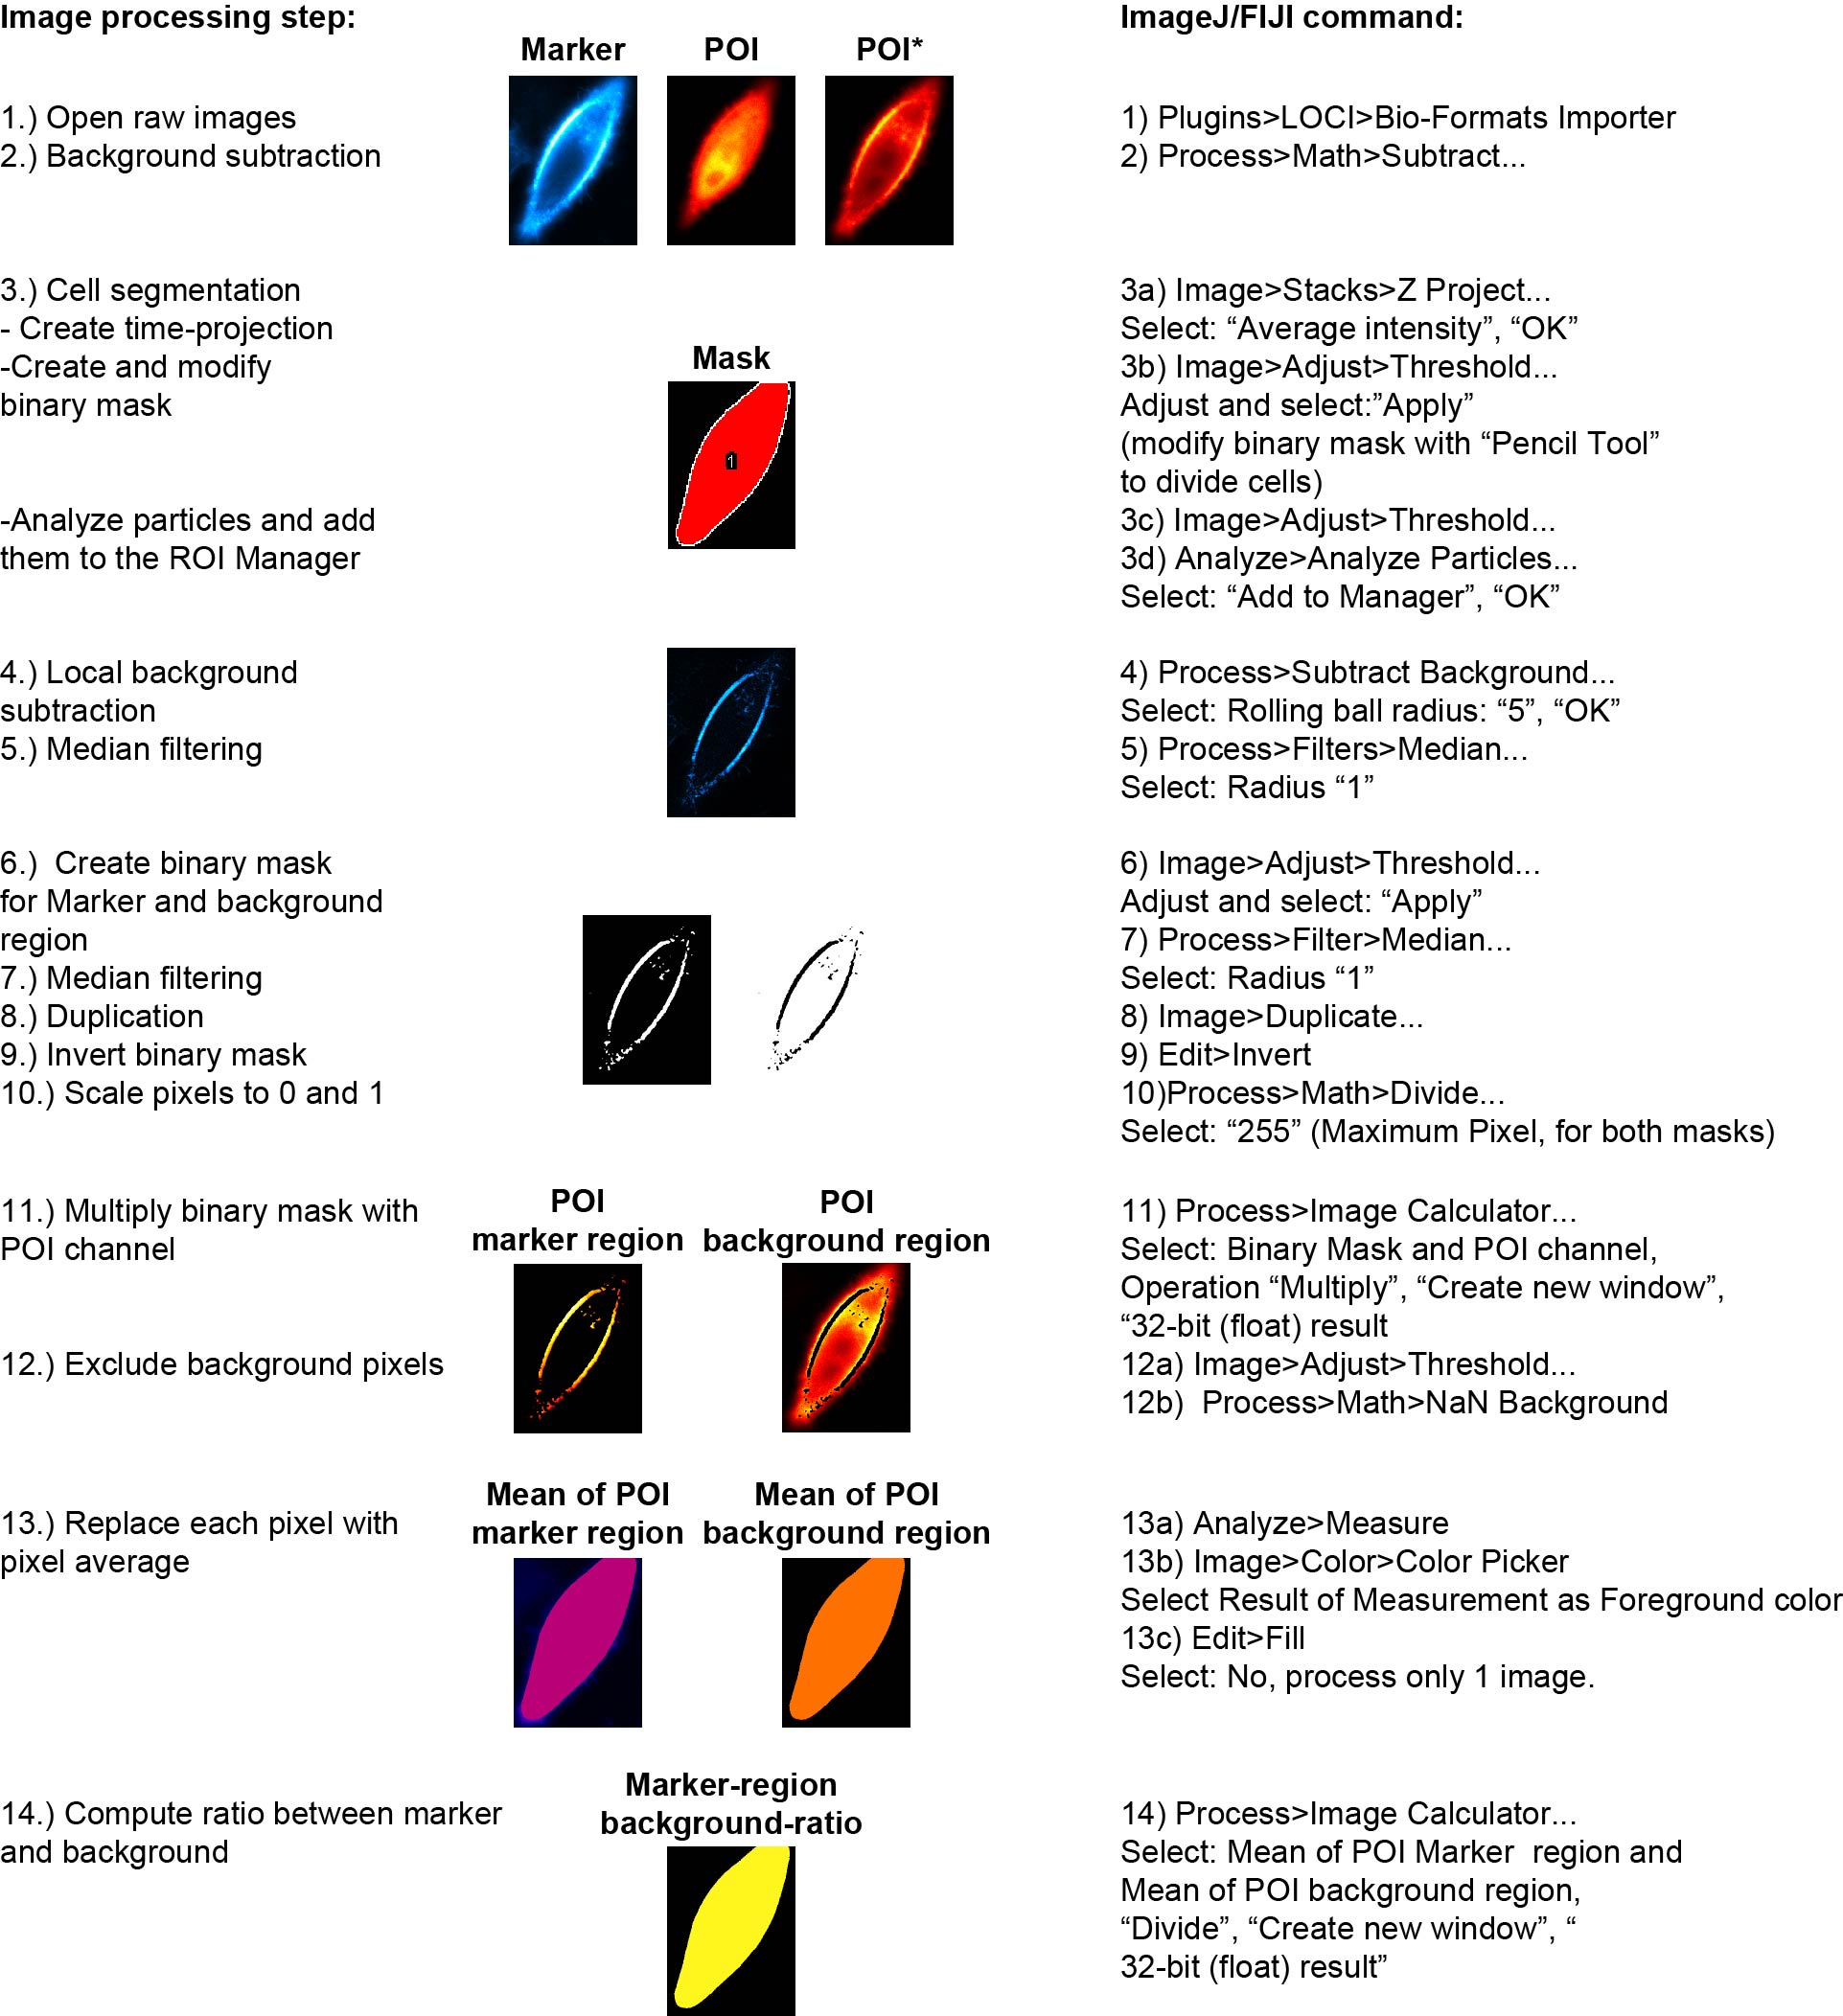 Image processing step:
ImageJ/FIJI command:
Marker
POI
POI*
1.) Open raw images
2.) Background subtraction
1) Plugins>LOCI>Bio-Formats Importer
2) Process>Math>Subtract...
3.) Cell segmentation
- Create time-projection
-Create and modify
binary mask
-Analyze particles and add
them to the ROI Manager
Mask
1
3a) Image>Stacks>Z Project...
Select: “Average intensity”, “OK”
3b) Image>Adjust>Threshold...
Adjust and select:”Apply”
(modify binary mask with “Pencil Tool”
to divide cells)
3c) Image>Adjust>Threshold...
3d) Analyze>Analyze Particles...
Select: “Add to Manager”, “OK”
4.) Local background
subtraction
5.) Median filtering
4) Process>Subtract Background...
Select: Rolling ball radius: “5”, “OK”
5) Process>Filters>Median...
Select: Radius “1”
6.)  Create binary mask
for Marker and background
region
7.) Median filtering
8.) Duplication
9.) Invert binary mask
10.) Scale pixels to 0 and 1
6) Image>Adjust>Threshold...
Adjust and select: “Apply”
7) Process>Filter>Median...
Select: Radius “1”
8) Image>Duplicate...
9) Edit>Invert
10)Process>Math>Divide...
Select: “255” (Maximum Pixel, for both masks)
11.) Multiply binary mask with
POI channel
12.) Exclude background pixels
POI
marker region
POI
background region
11) Process>Image Calculator...
Select: Binary Mask and POI channel,
Operation “Multiply”, “Create new window”,
“32-bit (float) result
12a) Image>Adjust>Threshold...
12b)  Process>Math>NaN Background
13.) Replace each pixel with
pixel average
Mean of POI
marker region
Mean of POI
background region
13a) Analyze>Measure
13b) Image>Color>Color Picker
Select Result of Measurement as Foreground color
13c) Edit>Fill
Select: No, process only 1 image.
14.) Compute ratio between marker
and background
Marker-region
background-ratio
14) Process>Image Calculator...
Select: Mean of POI Marker  region and
Mean of POI background region,
“Divide”, “Create new window”, “
32-bit (float) result”